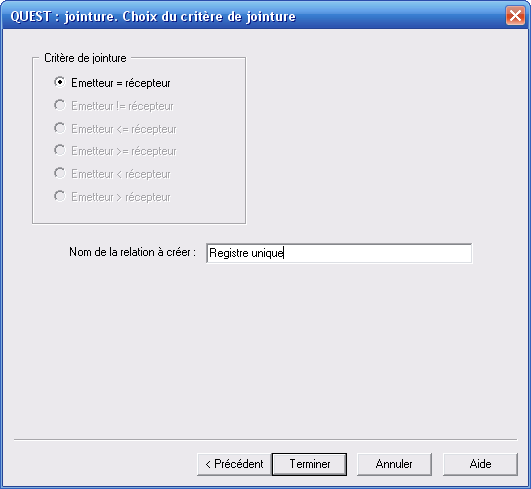 QUEST : jointure. Choix du critère de jointure
Critère de jointure
Emetteur = récepteur
Emetteur != récepteur
Emetteur <= récepteur
Emetteur >= récepteur
Emetteur < récepteur
Emetteur > récepteur
Nom de la relation à créer : Registre unique
< Précédent Terminer Annuler Aide